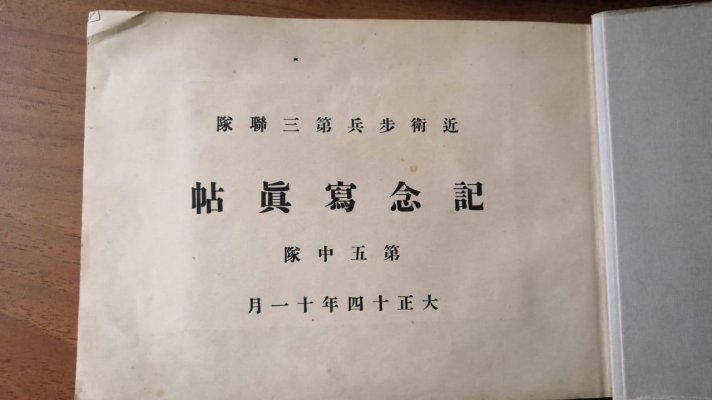 近衛歩兵第三聯隊
記念寫眞帖
第五中隊
大正十四年十一月